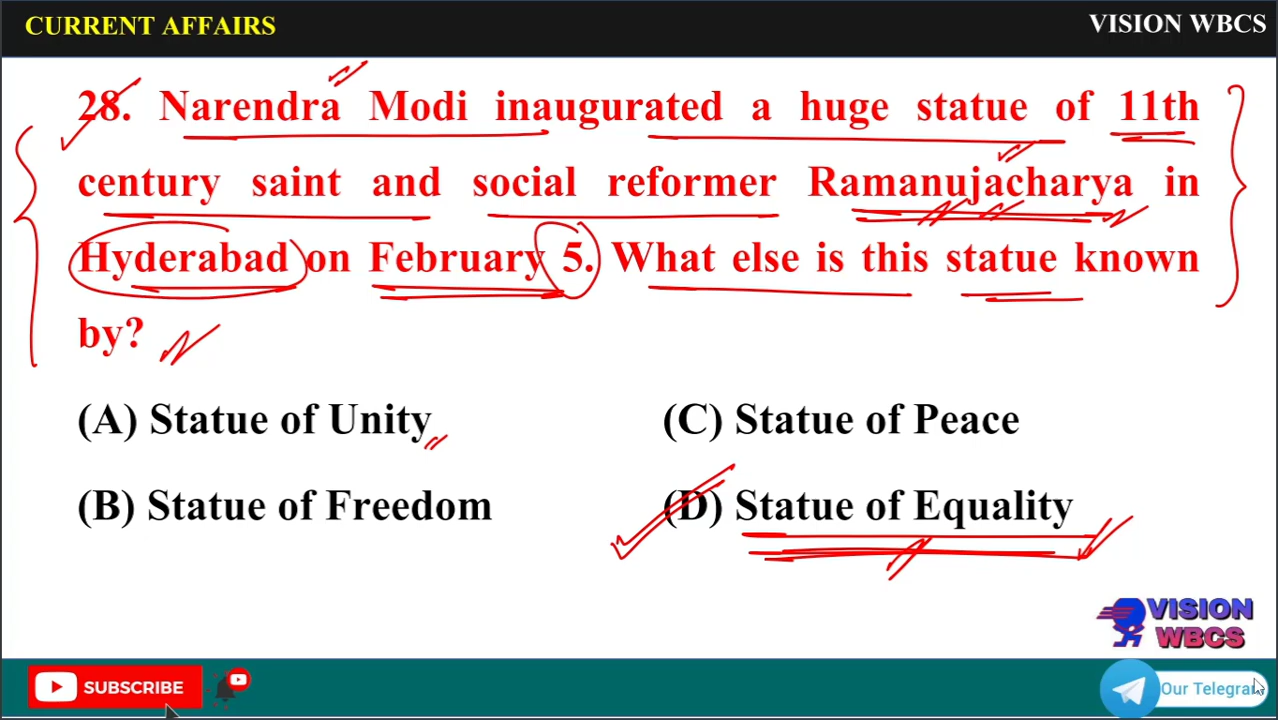 CURRENT AFFAIRS
VISION WBCS
28. Narendra Modi inaugurated a huge statue of 11th
century saint and social reformer Ramanujacharya in
Hyderabad on February 5. What else is this statue known
by?
(A) Statue of Unity
(C) Statue of Peace
(B) Statue of Freedom
(D) Statue of Equality
VISION
WBCS
SUBSCRIBE
Our Telegram